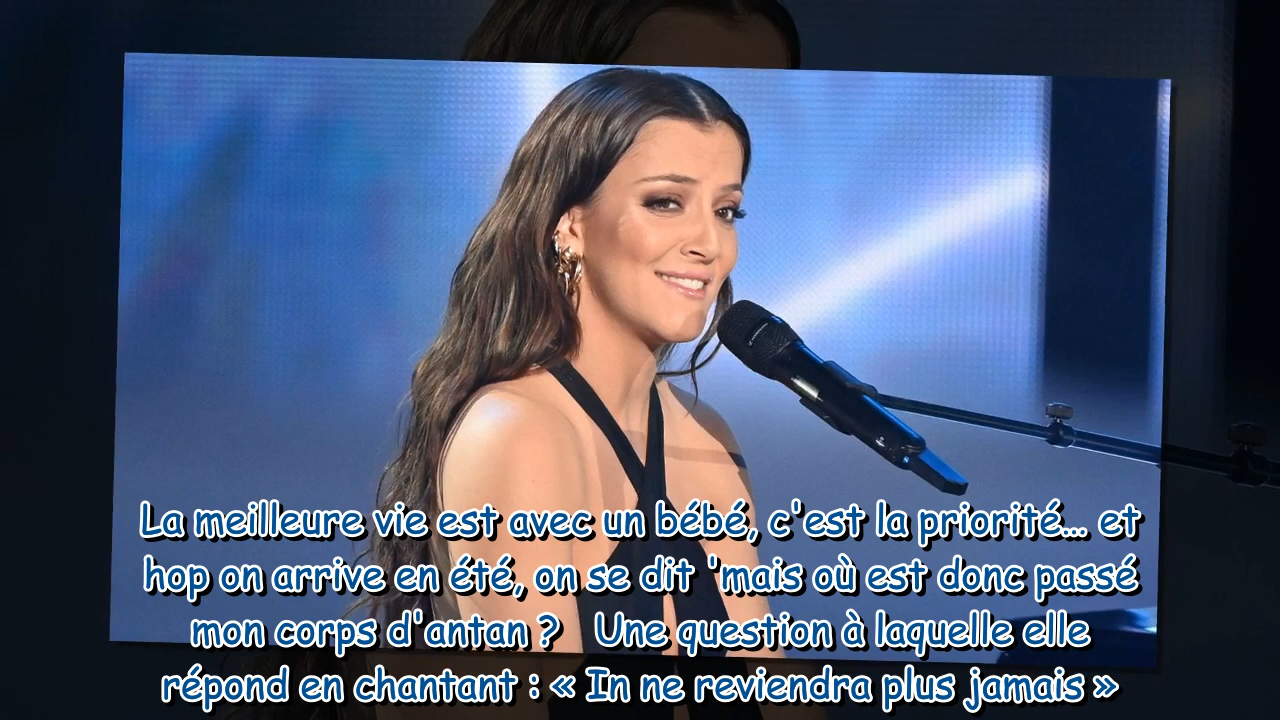 La meilleure vie est avec un bébé, c'est la priorité... et
hop on arrive en été, on se dit 'mais où est donc passé
mon corps d'antan ? Une question à laquelle elle
répond en chantant : « In ne reviendra plus jamais »